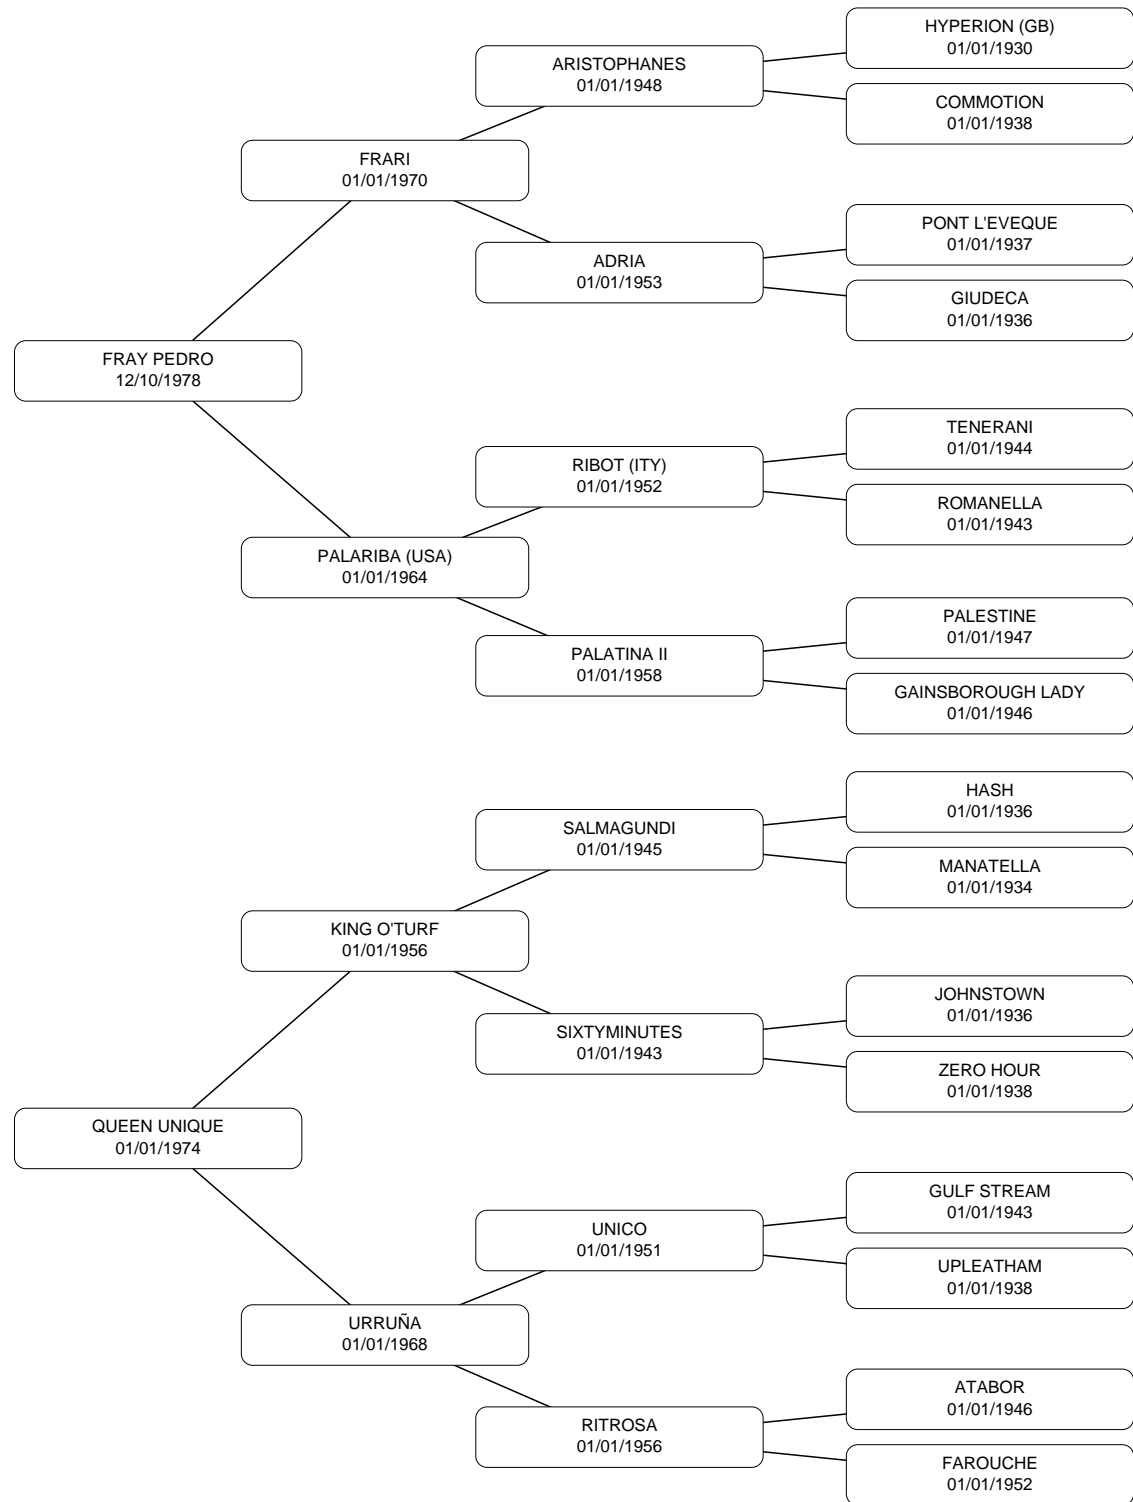 HYPERION (GB)
01/01/1930
ARISTOPHANES
01/01/1948
COMMOTION
01/01/1938
FRARI
01/01/1970
PONT L'EVEQUE
01/01/1937
ADRIA
01/01/1953
GIUDECA
01/01/1936
FRAY PEDRO
12/10/1978
TENERANI
01/01/1944
RIBOT (ITY)
01/01/1952
ROMANELLA
01/01/1943
PALARIBA (USA)
01/01/1964
PALESTINE
01/01/1947
PALATINA II
01/01/1958
GAINSBOROUGH LADY
01/01/1946
HASH
01/01/1936
SALMAGUNDI
01/01/1945
MANATELLA
01/01/1934
KING O'TURF
01/01/1956
JOHNSTOWN
01/01/1936
SIXTYMINUTES
01/01/1943
ZERO HOUR
01/01/1938
QUEEN UNIQUE
01/01/1974
GULF STREAM
01/01/1943
UNICO
01/01/1951
UPLEATHAM
01/01/1938
URRUÑA
01/01/1968
ATABOR
01/01/1946
RITROSA
01/01/1956
FAROUCHE
01/01/1952